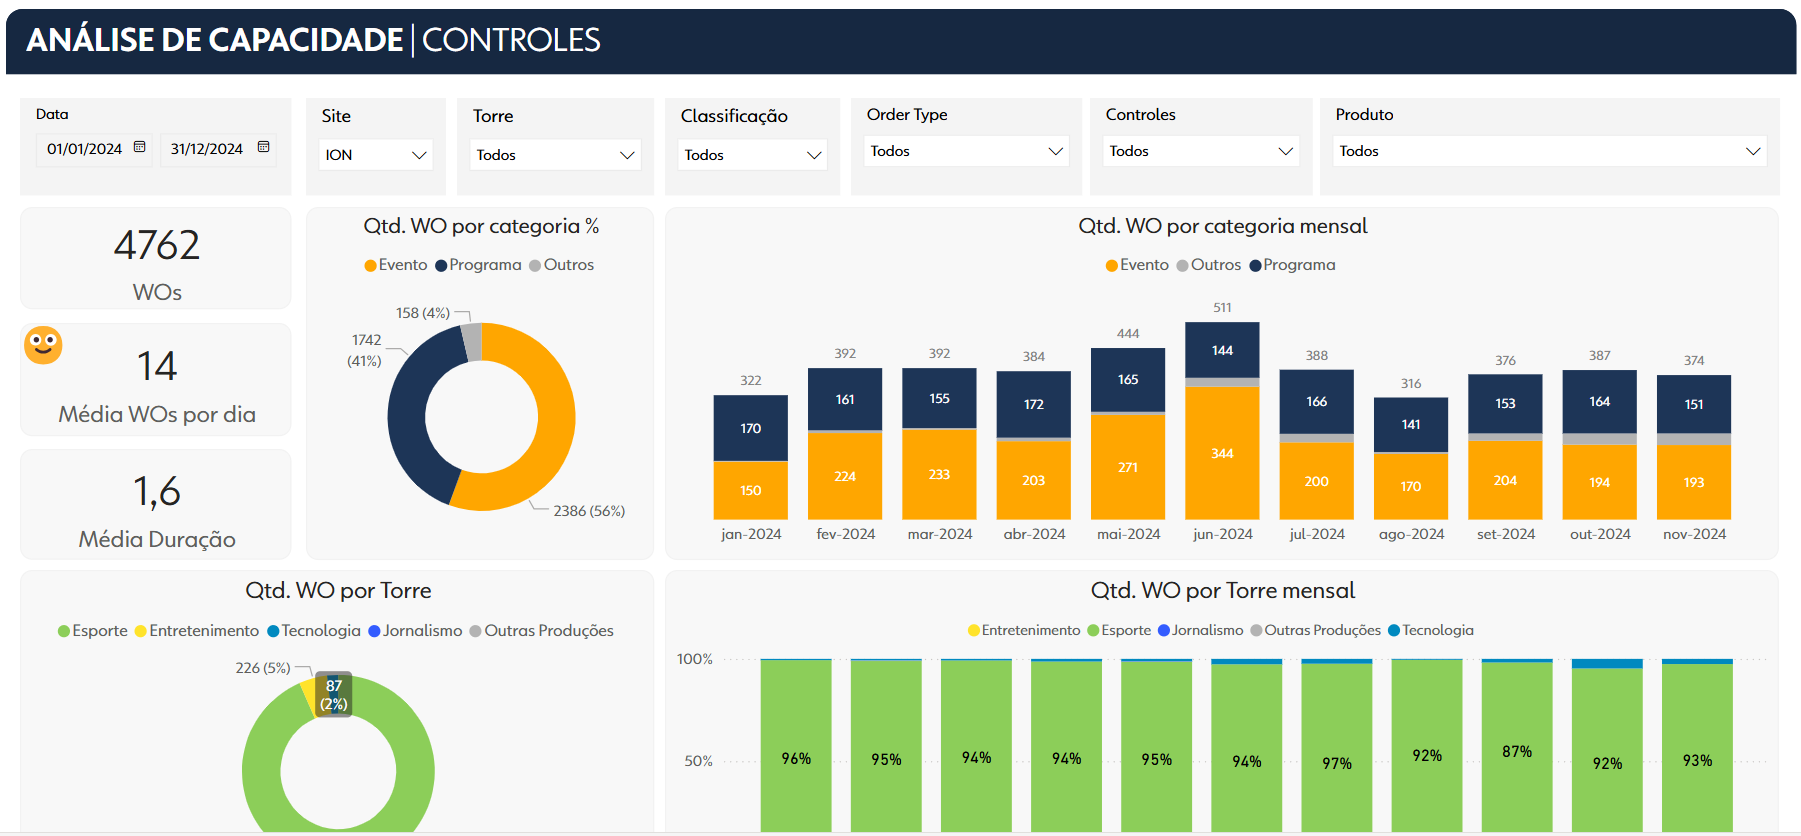 ANÁLISE DE CAPACIDADE | CONTROLES
Data
01/01/2024
31/12/2024
Site
ION
Torre
Todos
Classificação
Todos
Order Type
Todos
Controles
Todos
Produto
Todos
4762
WOs
14
Média WOs por dia
1,6
Média Duração
Qtd. WO por categoria %
Evento Programa Outros
158 (4%)
1742
(41%)
2386 (56%)
Qtd. WO por categoria mensal
Evento Outros Programa
322 392 392 384 444 511 388 316 376 387 374
170 161 155 172 165 144 166 141 153 164 151
150 224 233 203 271 344 200 170 204 194 193
jan-2024 fev-2024 mar-2024 abr-2024 mai-2024 jun-2024 jul-2024 ago-2024 set-2024 out-2024 nov-2024
Qtd. WO por Torre
Esporte Entretenimento Tecnologia Jornalismo Outras Produções
226 (5%)
87
(2%)
Qtd. WO por Torre mensal
Entretenimento Esporte Jornalismo Outras Produções Tecnologia
100%
50%
96% 95% 94% 94% 95% 94% 97% 92% 87% 92% 93%